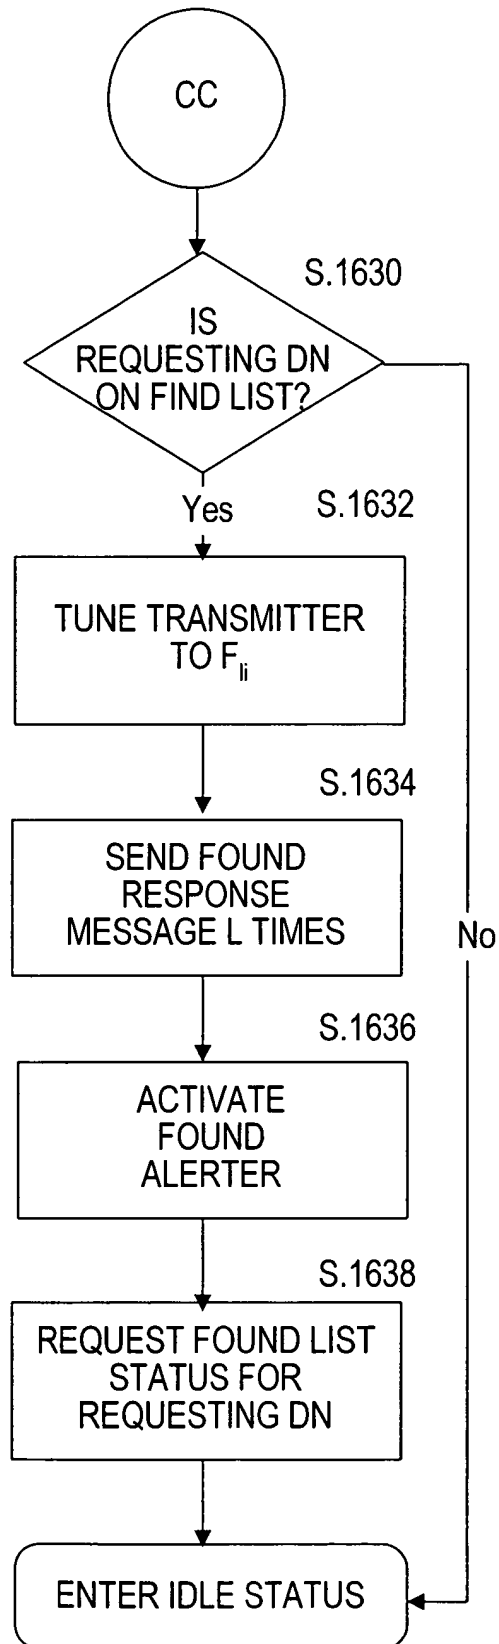 CC
S.1630
IS
REQUESTING DN
ON FIND LIST?
Yes
S.1632
TUNE TRANSMITTER
TO F_li
S.1634
SEND FOUND
RESPONSE
MESSAGE L TIMES
No
S.1636
ACTIVATE
FOUND
ALERTER
S.1638
REQUEST FOUND LIST
STATUS FOR
REQUESTING DN
ENTER IDLE STATUS